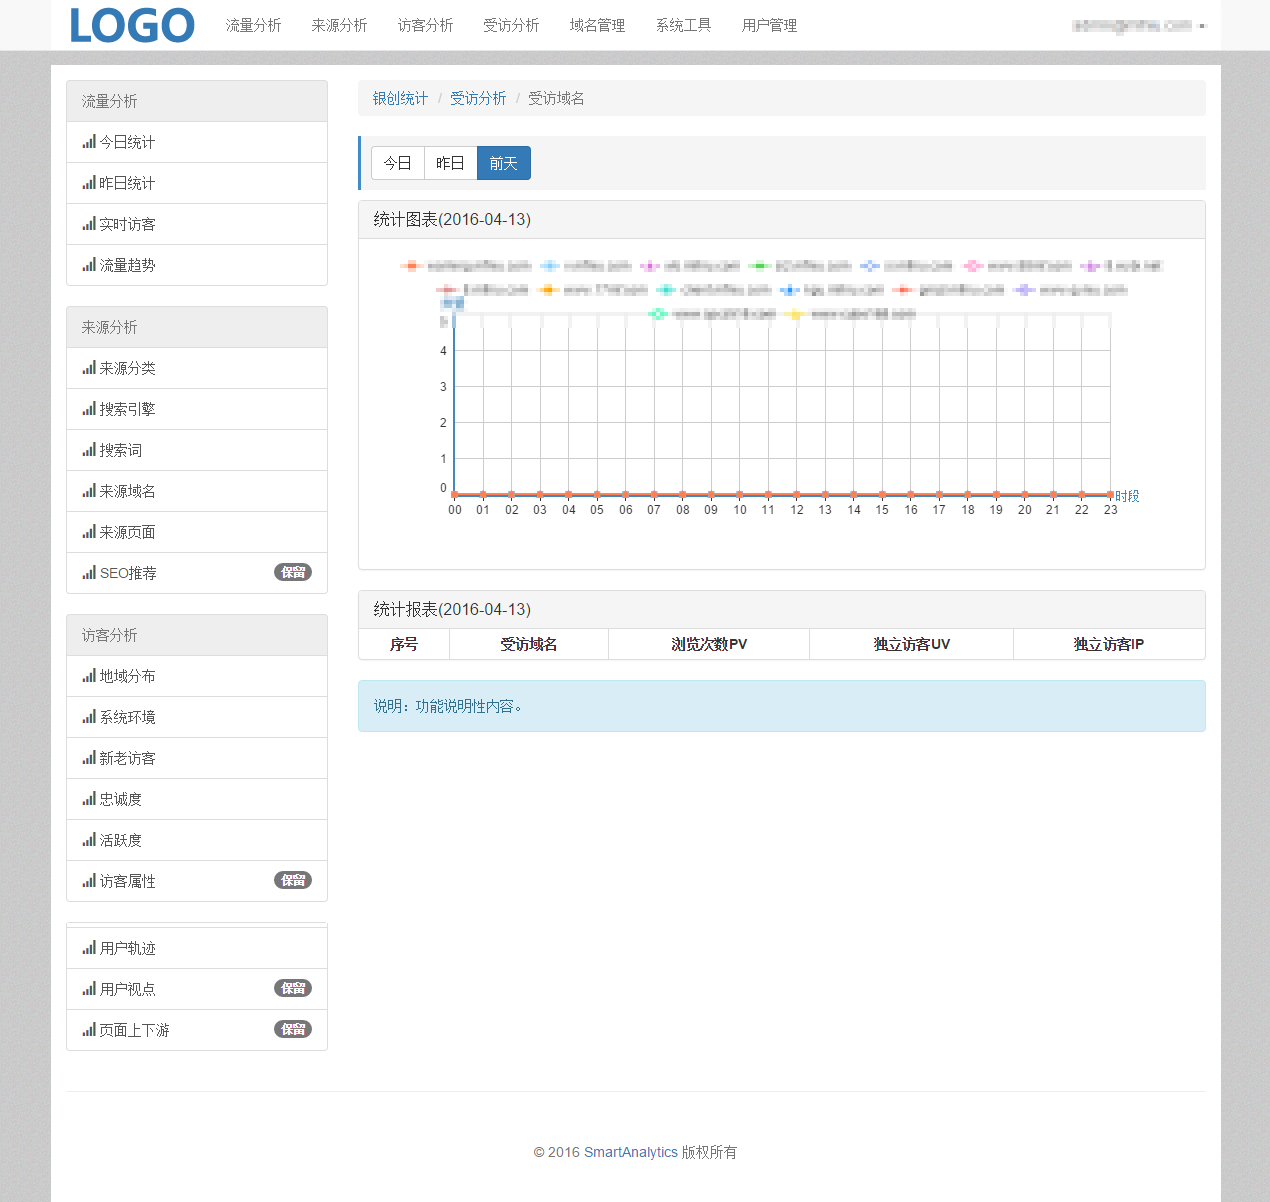 LOGO 流量分析 来源分析 访客分析 受访分析 域名管理 系统工具 用户管理
流量分析
今日统计
昨日统计
实时访客
流量趋势
来源分析
来源分类
搜索引擎
搜索词
来源域名
来源页面
SEO推荐 保留
访客分析
地域分布
系统环境
新老访客
忠诚度
活跃度
访客属性 保留
用户轨迹
用户视点 保留
页面上下游 保留
银创统计 / 受访分析 / 受访域名
今日 昨日 前天
统计图表(2016-04-13)
4
3
2
1
0
00 01 02 03 04 05 06 07 08 09 10 11 12 13 14 15 16 17 18 19 20 21 22 23 时段
统计报表(2016-04-13)
序号 受访域名 浏览次数PV 独立访客UV 独立访客IP
说明：功能说明性内容。
© 2016 SmartAnalytics 版权所有